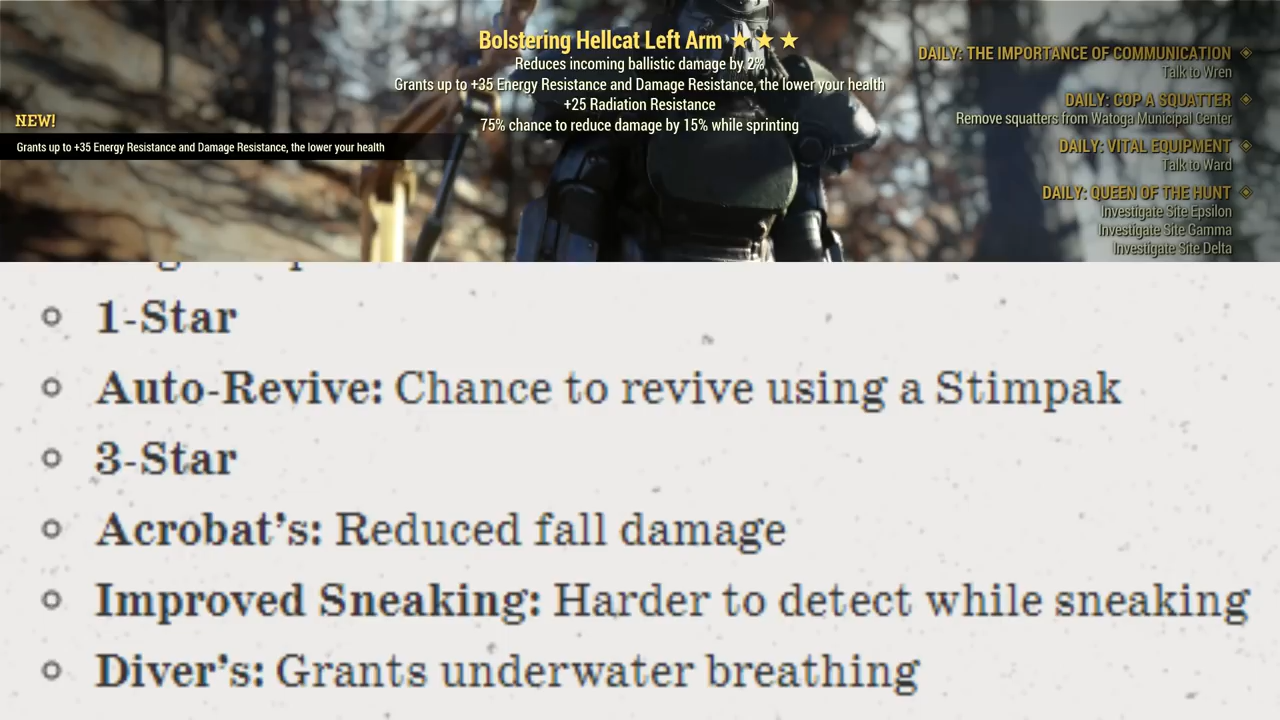 Bolstering Hellcat Left Arm ★ ★ ★
Reduces incoming ballistic damage by 2%
Grants up to +35 Energy Resistance and Damage Resistance, the lower your health
+25 Radiation Resistance
75% chance to reduce damage by 15% while sprinting
NEW!
Grants up to +35 Energy Resistance and Damage Resistance, the lower your health
DAILY: THE IMPORTANCE OF COMMUNICATION
Talk to Wren
DAILY: COP A SQUATTER
Remove squatters from Watoga Municipal Center
DAILY: VITAL EQUIPMENT
Talk to Ward
DAILY: QUEEN OF THE HUNT
Investigate Site Epsilon
Investigate Site Gamma
Investigate Site Delta
1-Star
Auto-Revive: Chance to revive using a Stimpak
3-Star
Acrobat's: Reduced fall damage
Improved Sneaking: Harder to detect while sneaking
Diver's: Grants underwater breathing